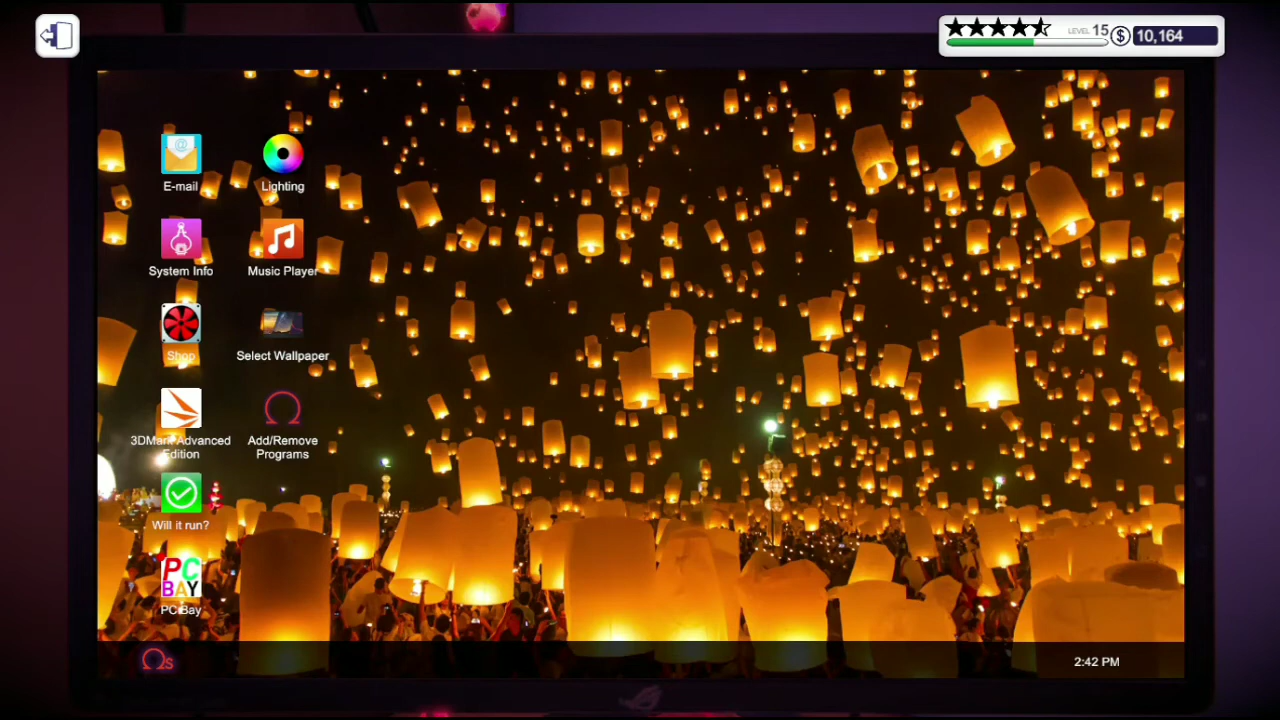 LEVEL 15
$ 10,164
E-mail
Lighting
System Info
Music Player
Shop
Select Wallpaper
3DMark Advanced
Edition
Add/Remove
Programs
Will it run?
PC
BAY
PC Bay
Ωs
2:42 PM